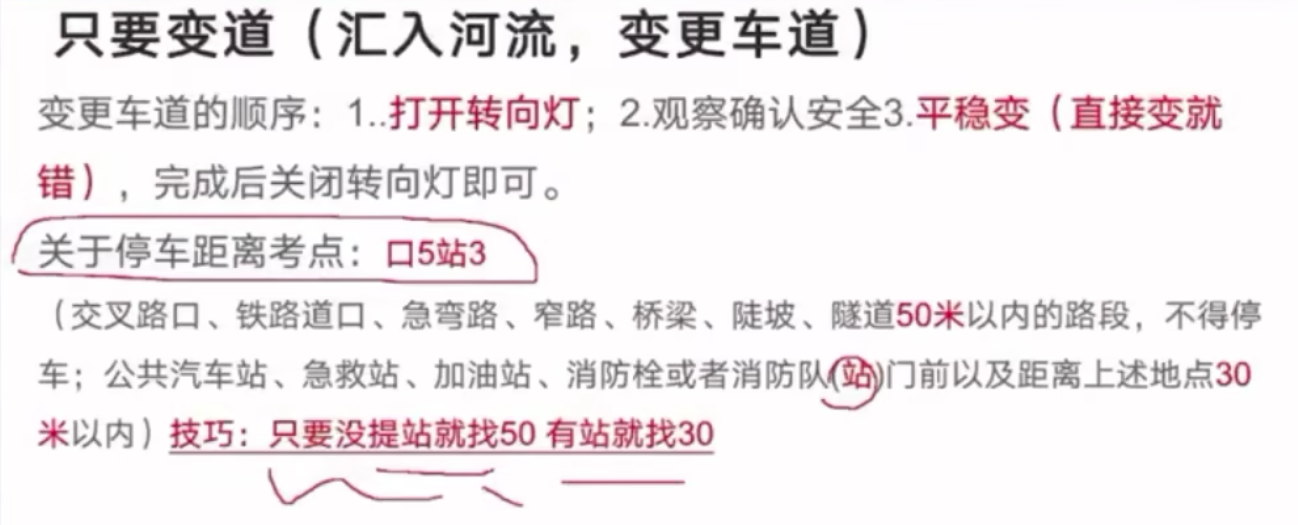 只要变道（汇入河流，变更车道）
变更车道的顺序：1..打开转向灯；2.观察确认安全3.平稳变（直接变就
错），完成后关闭转向灯即可。
关于停车距离考点：口5站3
（交叉路口、铁路道口、急弯路、窄路、桥梁、陡坡、隧道50米以内的路段，不得停
车；公共汽车站、急救站、加油站、消防栓或者消防队(站)门前以及距离上述地点30
米以内）技巧：只要没提站就找50 有站就找30